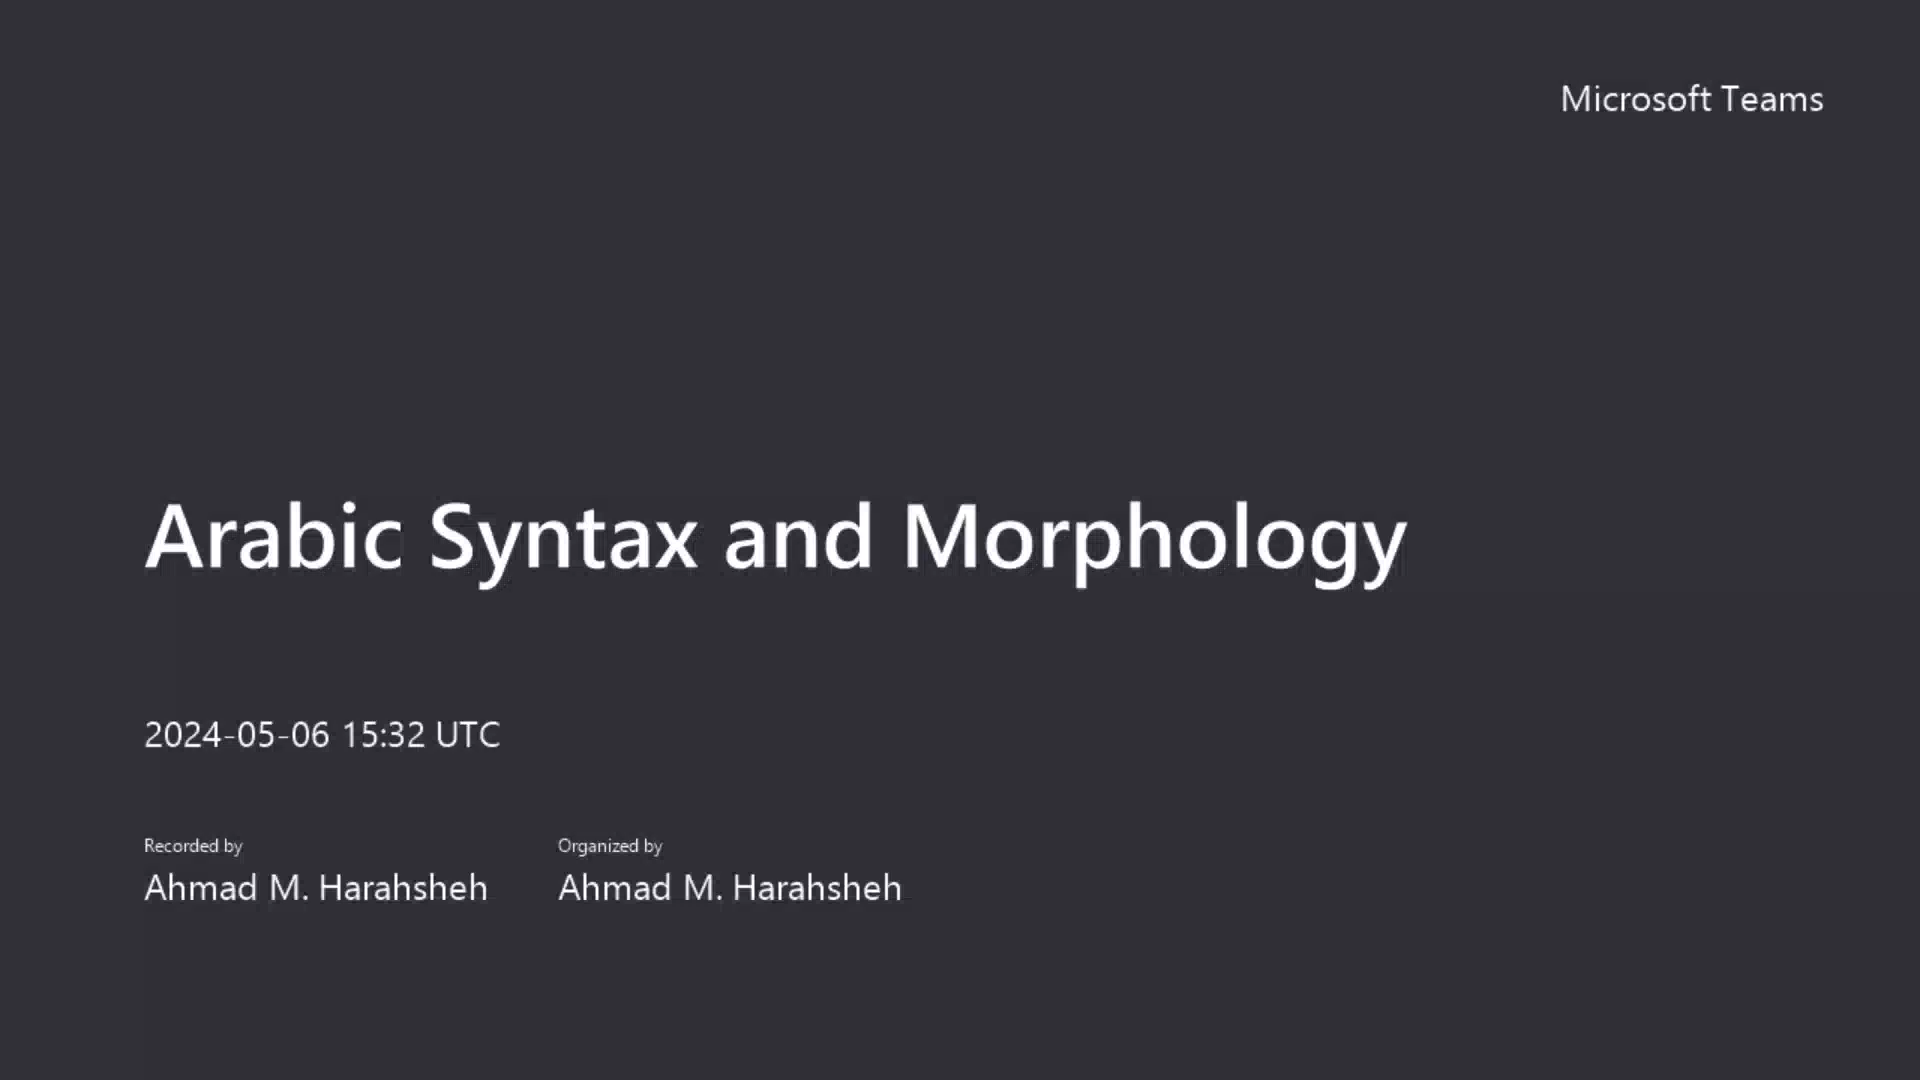 Microsoft Teams
Arabic Syntax and Morphology
2024-05-06 15:32 UTC
Recorded by
Ahmad M. Harahsheh
Organized by
Ahmad M. Harahsheh